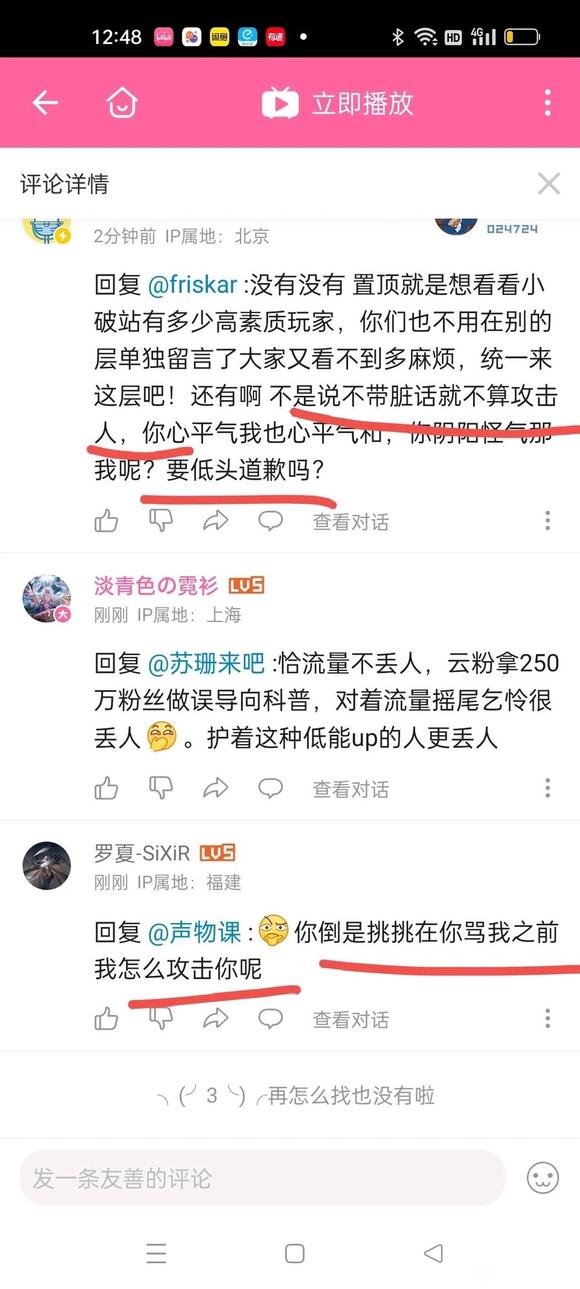 12:48
HD
4G
立即播放
评论详情
2分钟前 IP属地：北京
024724
回复 @friskar :没有没有 置顶就是想看看小
破站有多少高素质玩家，你们也不用在别的
层单独留言了大家又看不到多麻烦，统一来
这层吧！还有啊 不是说不带脏话就不算攻击
人，你心平气我也心平气和，你阴阳怪气那
我呢？要低头道歉吗？
查看对话
淡青色の霓衫 LV5
大
刚刚 IP属地：上海
回复 @苏珊来吧 :恰流量不丢人，云粉拿250
万粉丝做误导向科普，对着流量摇尾乞怜很
丢人 。护着这种低能up的人更丢人
查看对话
罗夏-SiXiR LV5
刚刚 IP属地：福建
回复 @声物课 : 你倒是挑挑在你骂我之前
我怎么攻击你呢
查看对话
╮(╯3╰)╭再怎么找也没有啦
发一条友善的评论